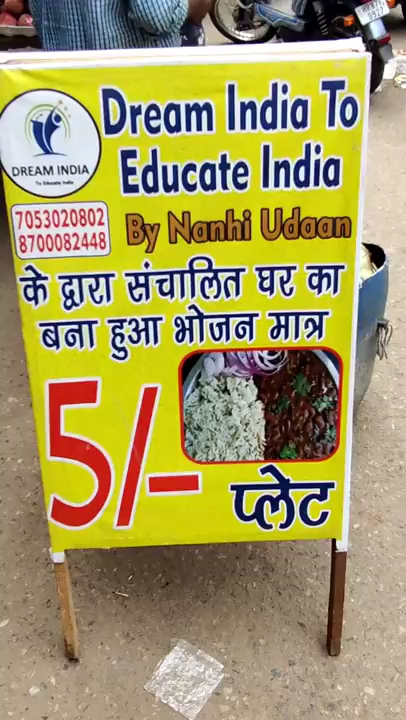 Dream India To
Educate India
DREAM INDIA
To Educate India
7053020802
8700082448
By Nanhi Udaan
के द्वारा संचालित घर का
बना हुआ भोजन मात्र
5/-
प्लेट